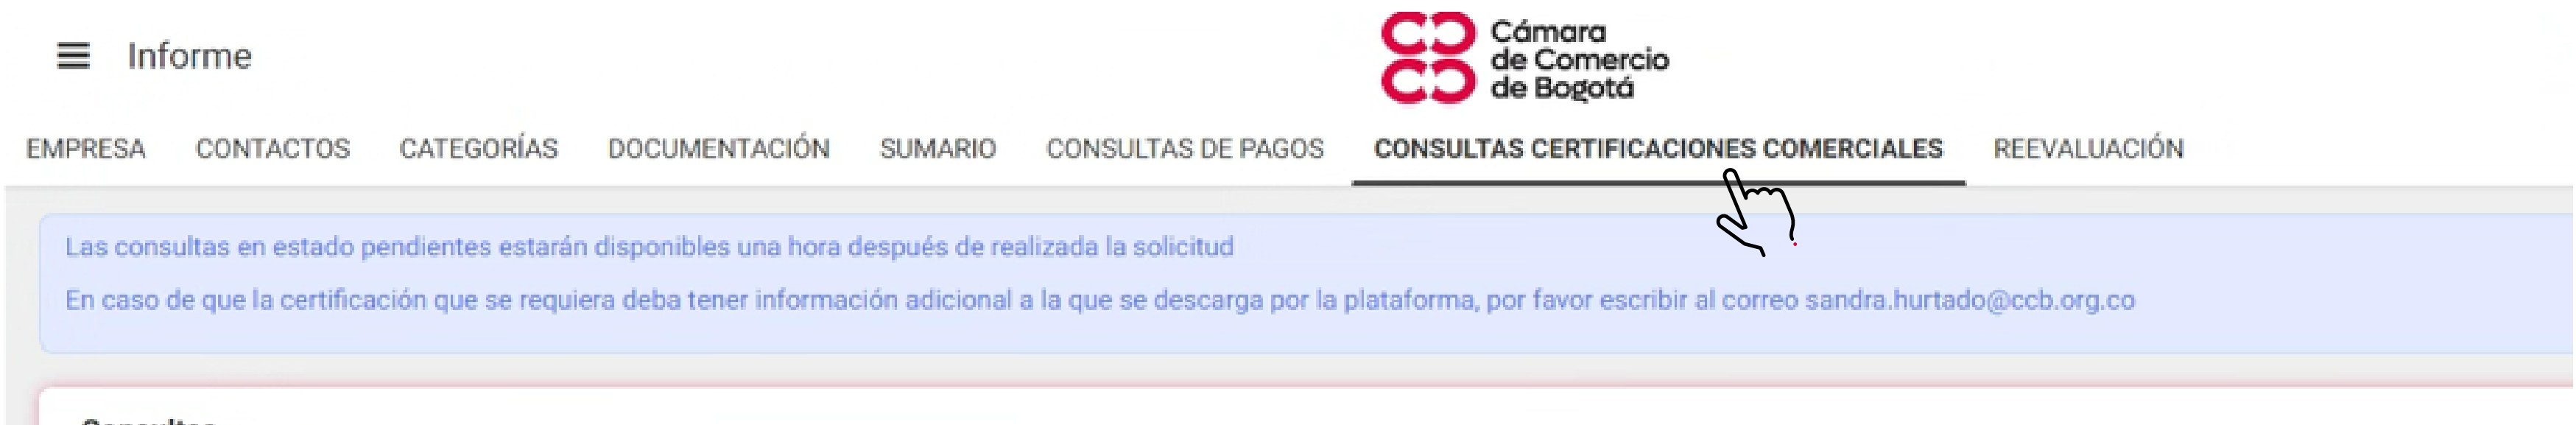 Informe
Cámara
de Comercio
de Bogotá
EMPRESA CONTACTOS CATEGORÍAS DOCUMENTACIÓN SUMARIO CONSULTAS DE PAGOS CONSULTAS CERTIFICACIONES COMERCIALES REEVALUACIÓN
Las consultas en estado pendientes estarán disponibles una hora después de realizada la solicitud
En caso de que la certificación que se requiera deba tener información adicional a la que se descarga por la plataforma, por favor escribir al correo sandra.hurtado@ccb.org.co